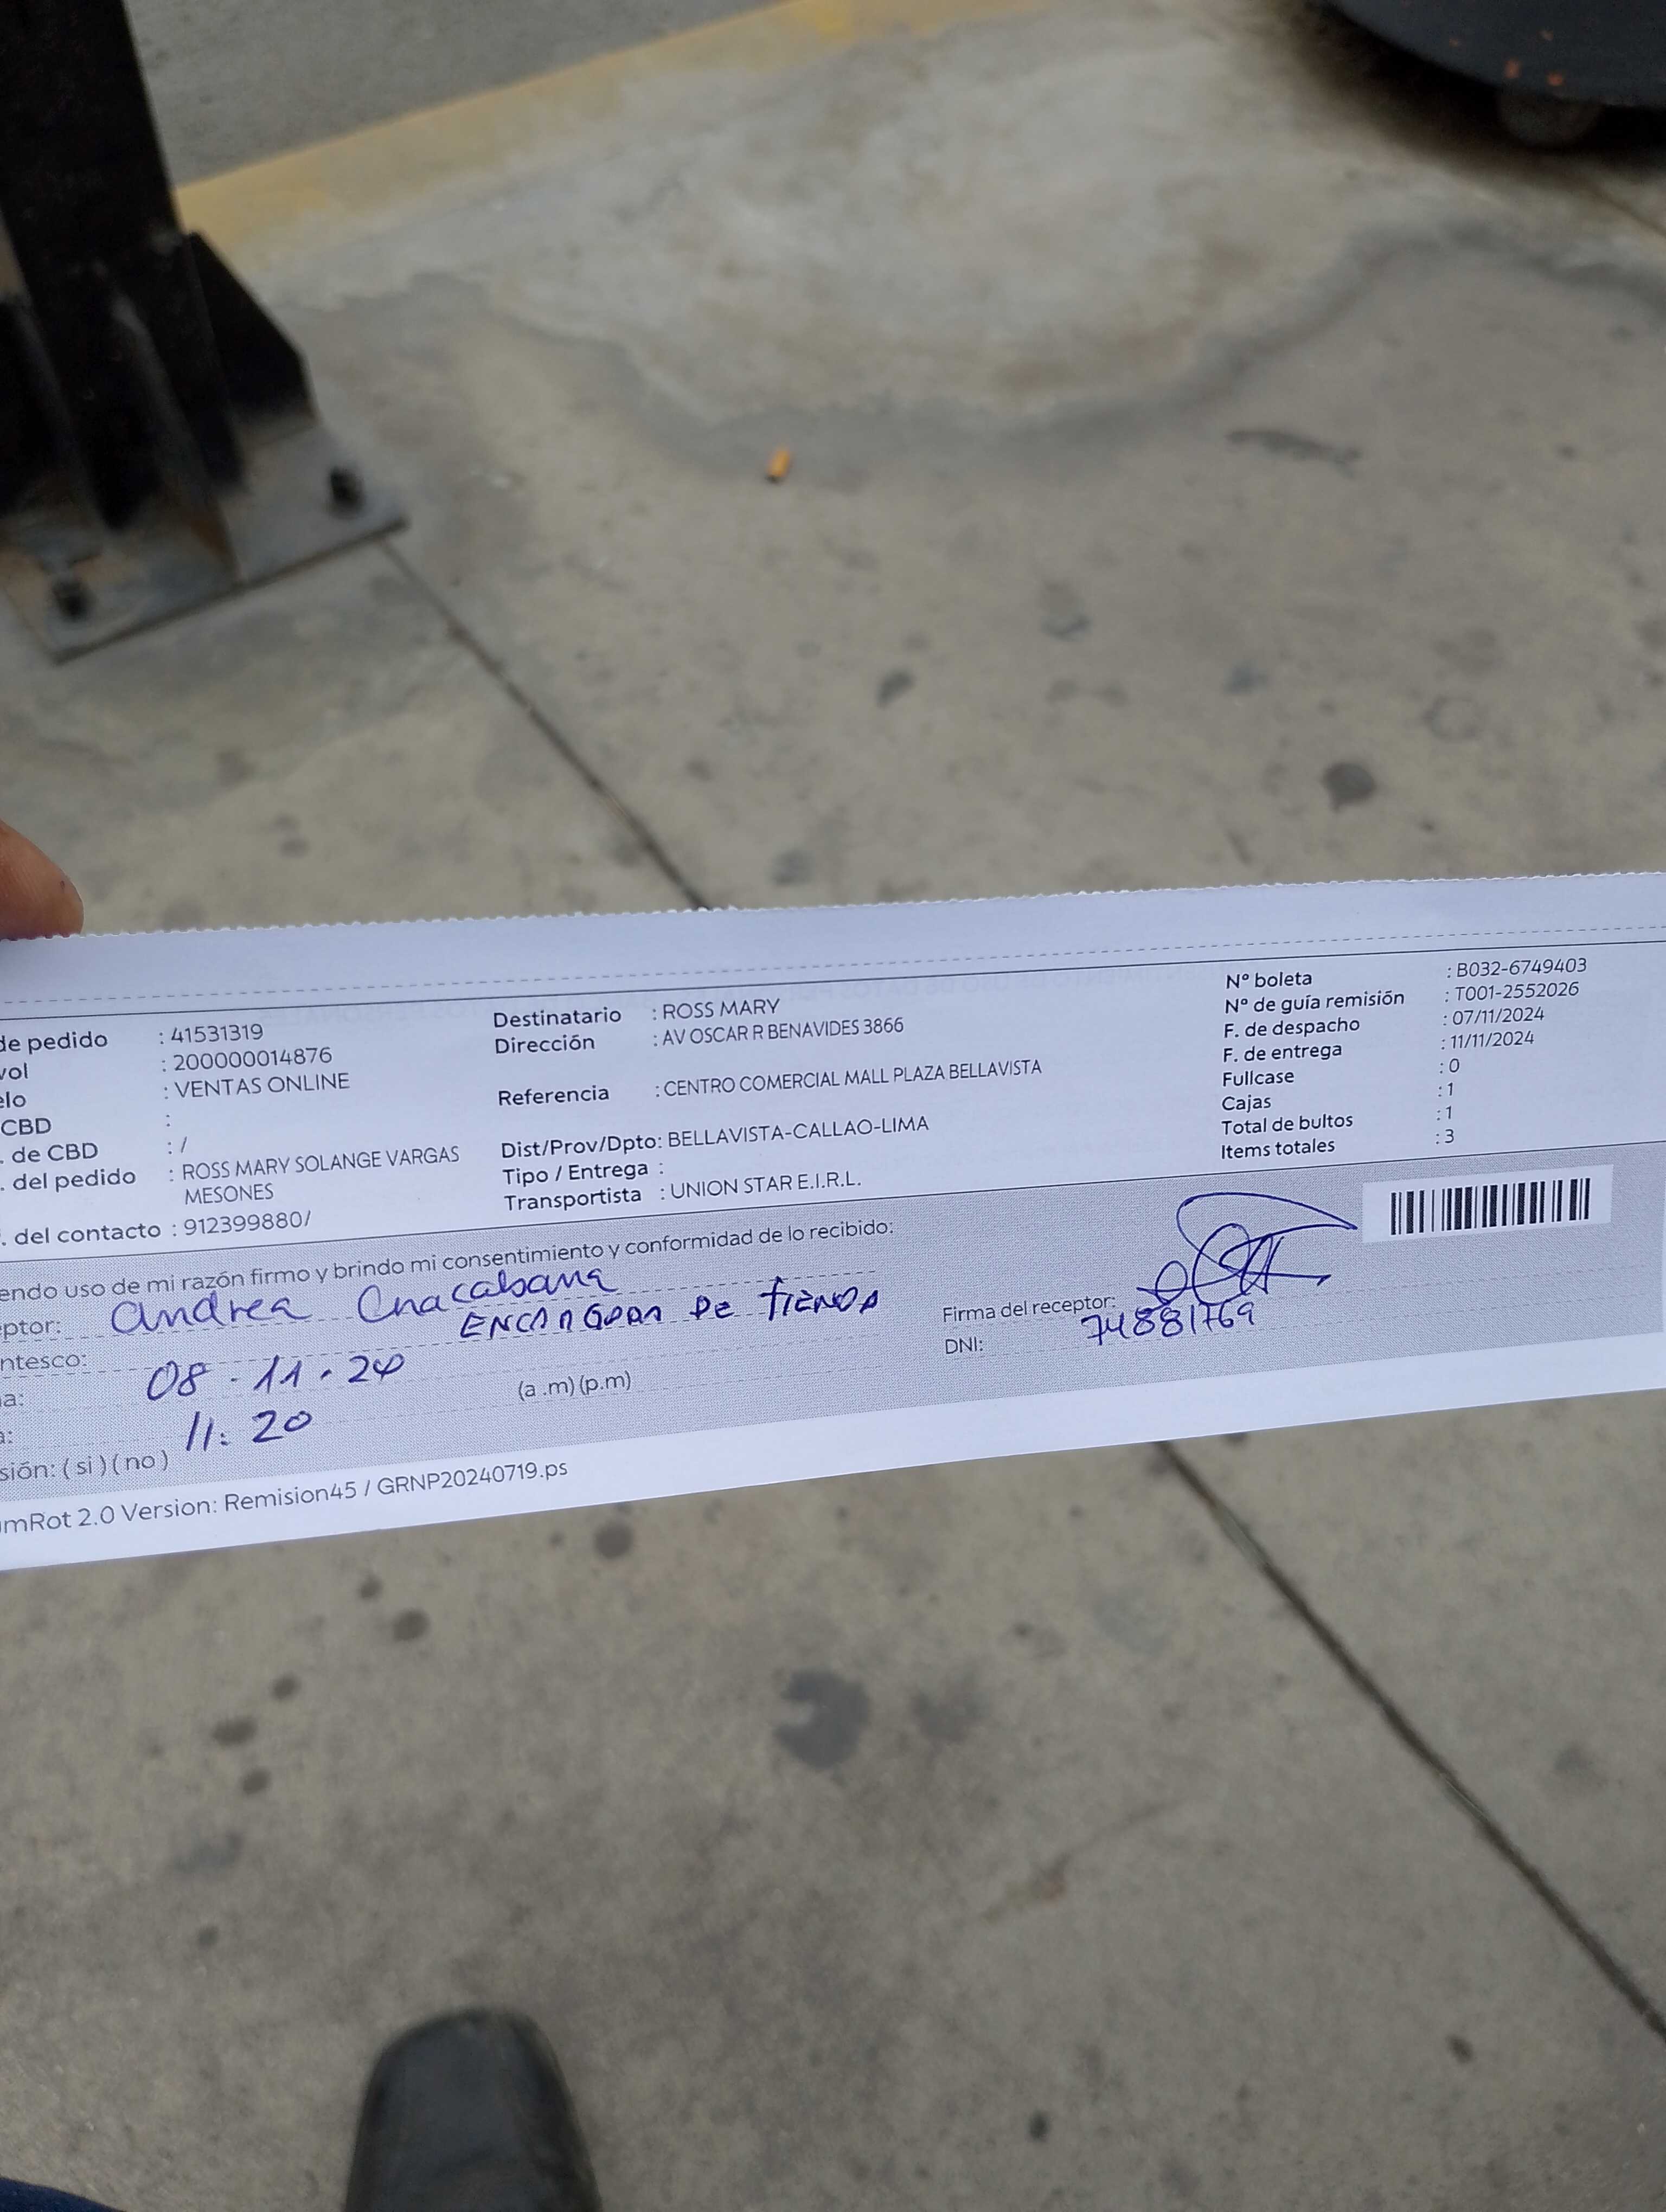 de pedido : 41531319
vol : 200000014876
elo : VENTAS ONLINE
CBD :
. de CBD : /
. del pedido : ROSS MARY SOLANGE VARGAS
MESONES
. del contacto : 912399880/
Destinatario : ROSS MARY
Dirección : AV OSCAR R BENAVIDES 3866
Referencia : CENTRO COMERCIAL MALL PLAZA BELLAVISTA
Dist/Prov/Dpto: BELLAVISTA-CALLAO-LIMA
Tipo / Entrega :
Transportista : UNION STAR E.I.R.L.
Nº boleta : B032-6749403
Nº de guía remisión : T001-2552026
F. de despacho : 07/11/2024
F. de entrega : 11/11/2024
Fullcase : 0
Cajas : 1
Total de bultos : 1
Items totales : 3
endo uso de mi razón firmo y brindo mi consentimiento y conformidad de lo recibido:
eptor: Andrea
ntesco: ENCARGADA DE TIENDA
a: 08-11-24
a: 11:20 (a .m) (p.m)
sión: ( si ) ( no )
Firma del receptor:
DNI: 74881769
umRot 2.0 Version: Remision45 / GRNP20240719.ps